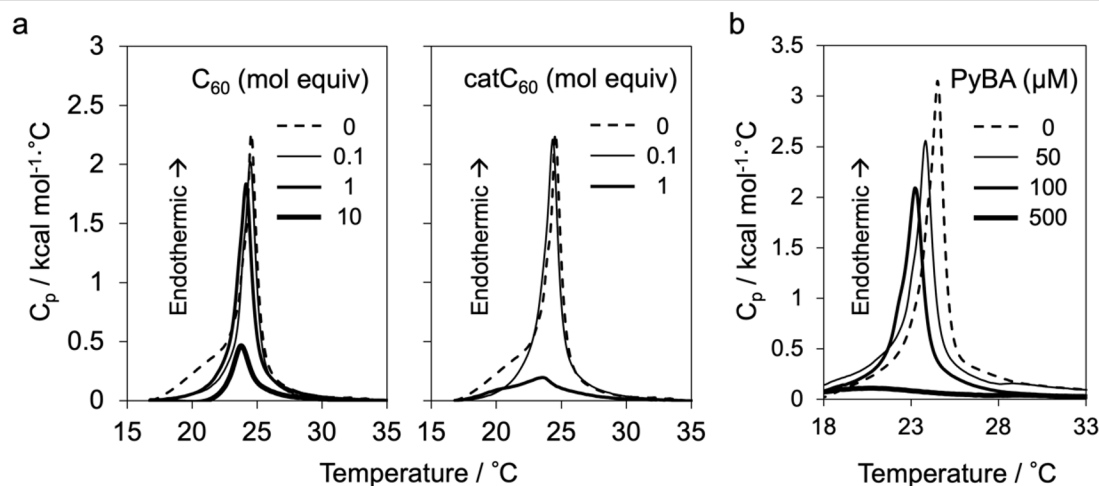 a
3
2.5
2
1.5
1
0.5
0
C₆₀ (mol equiv)
0
0.1
1
10
Endothermic →
Cₚ / kcal mol⁻¹·°C
15 20 25 30 35
catC₆₀ (mol equiv)
0
0.1
1
Endothermic →
15 20 25 30 35
Temperature / °C
b
3.5
3
2.5
2
1.5
1
0.5
0
PyBA (µM)
0
50
100
500
Endothermic →
Cₚ / kcal mol⁻¹·°C
18 23 28 33
Temperature / °C